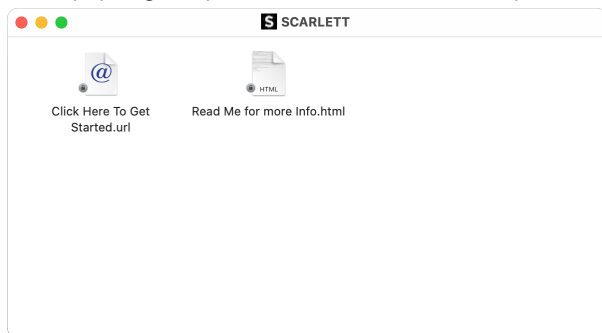 S SCARLETT
@
HTML
Click Here To Get
Started.url
Read Me for more Info.html